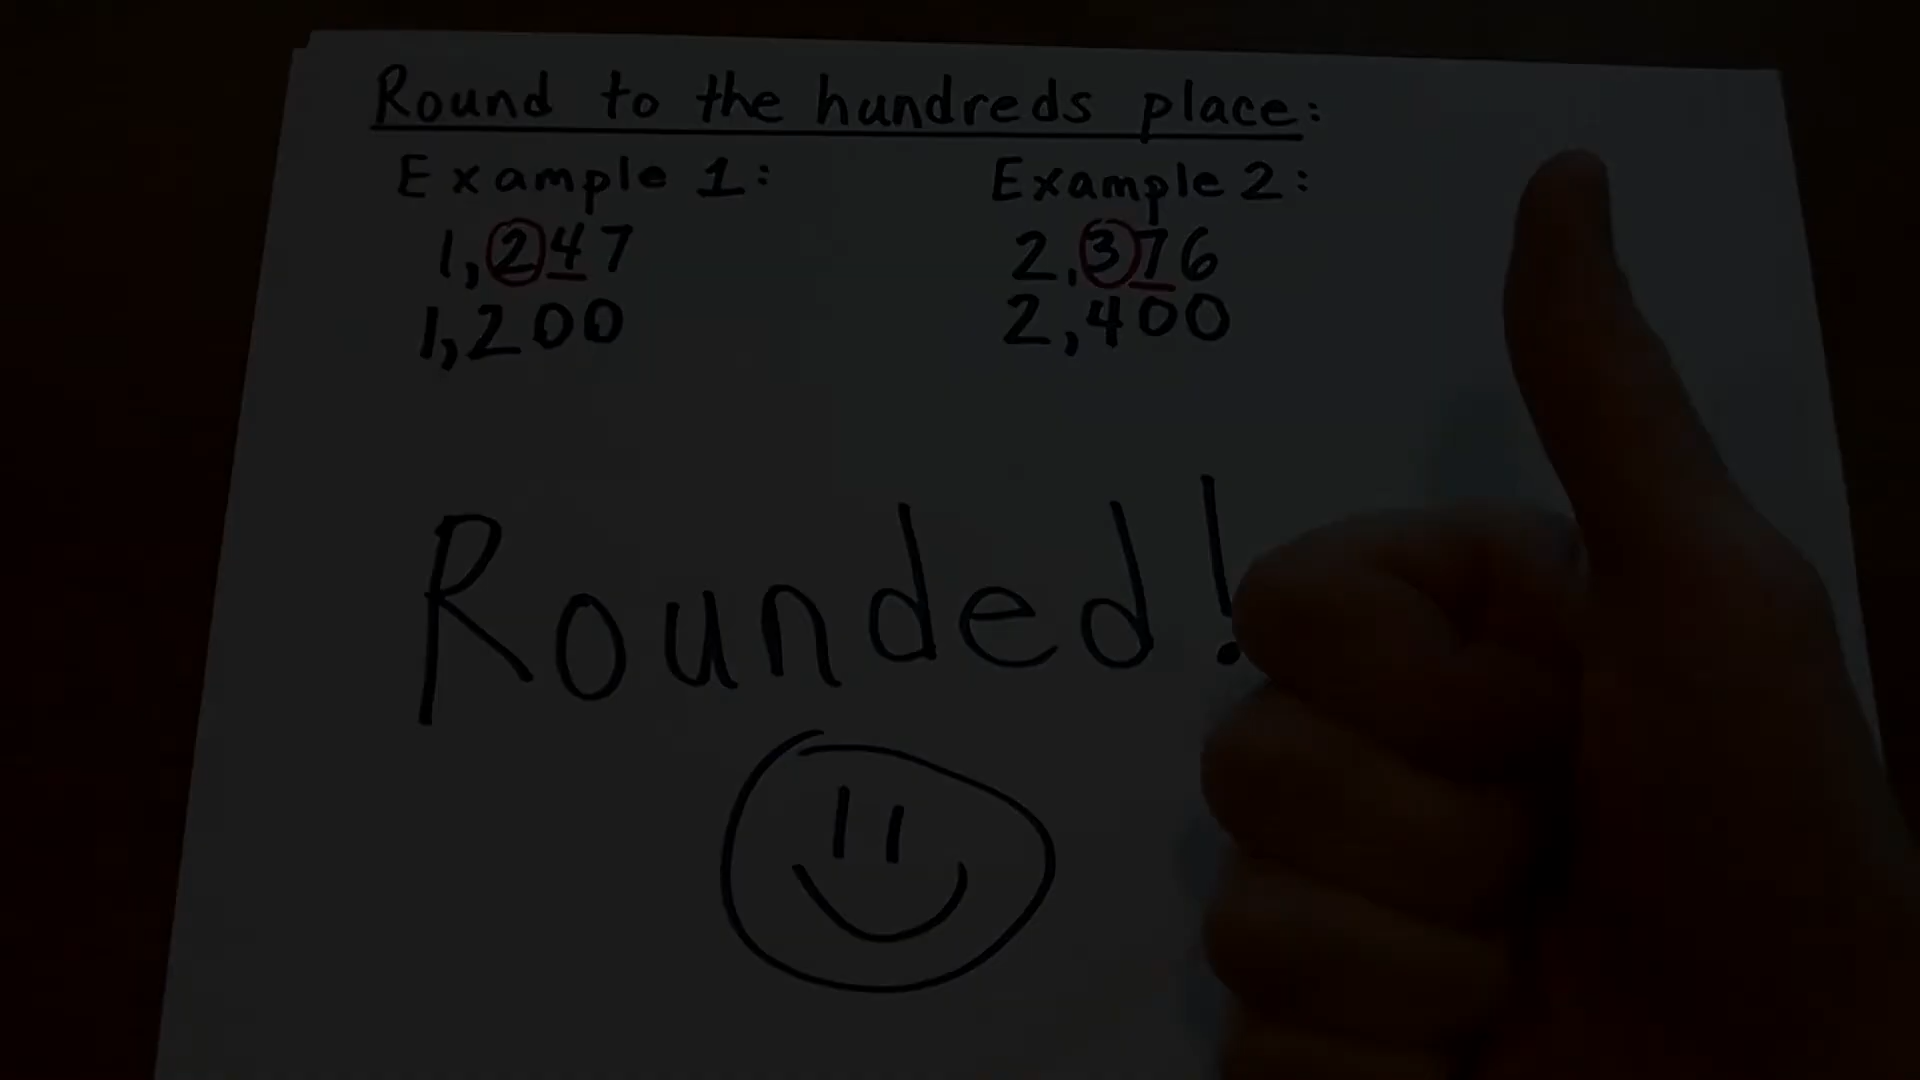 Round to the hundreds place:
Example 1:
1,247
1,200
Example 2:
2,376
2,400
Rounded!